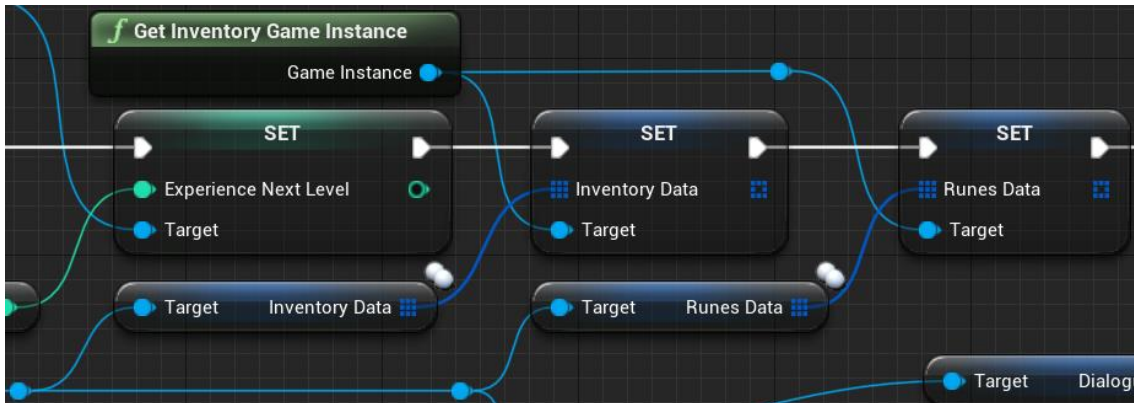 f Get Inventory Game Instance
Game Instance
SET
SET
SET
Experience Next Level
Inventory Data
Runes Data
Target
Target
Target
Target Inventory Data
Target Runes Data
Target Dialog